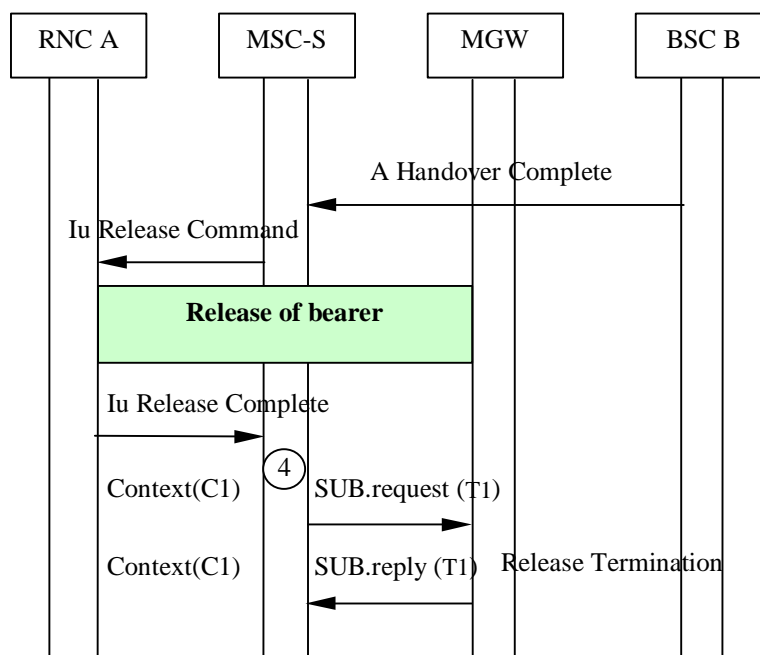 RNC A
MSC-S
MGW
BSC B
A Handover Complete
Iu Release Command
Release of bearer
Iu Release Complete
4
Context(C1)
SUB.request (T1)
Context(C1)
SUB.reply (T1)
Release Termination